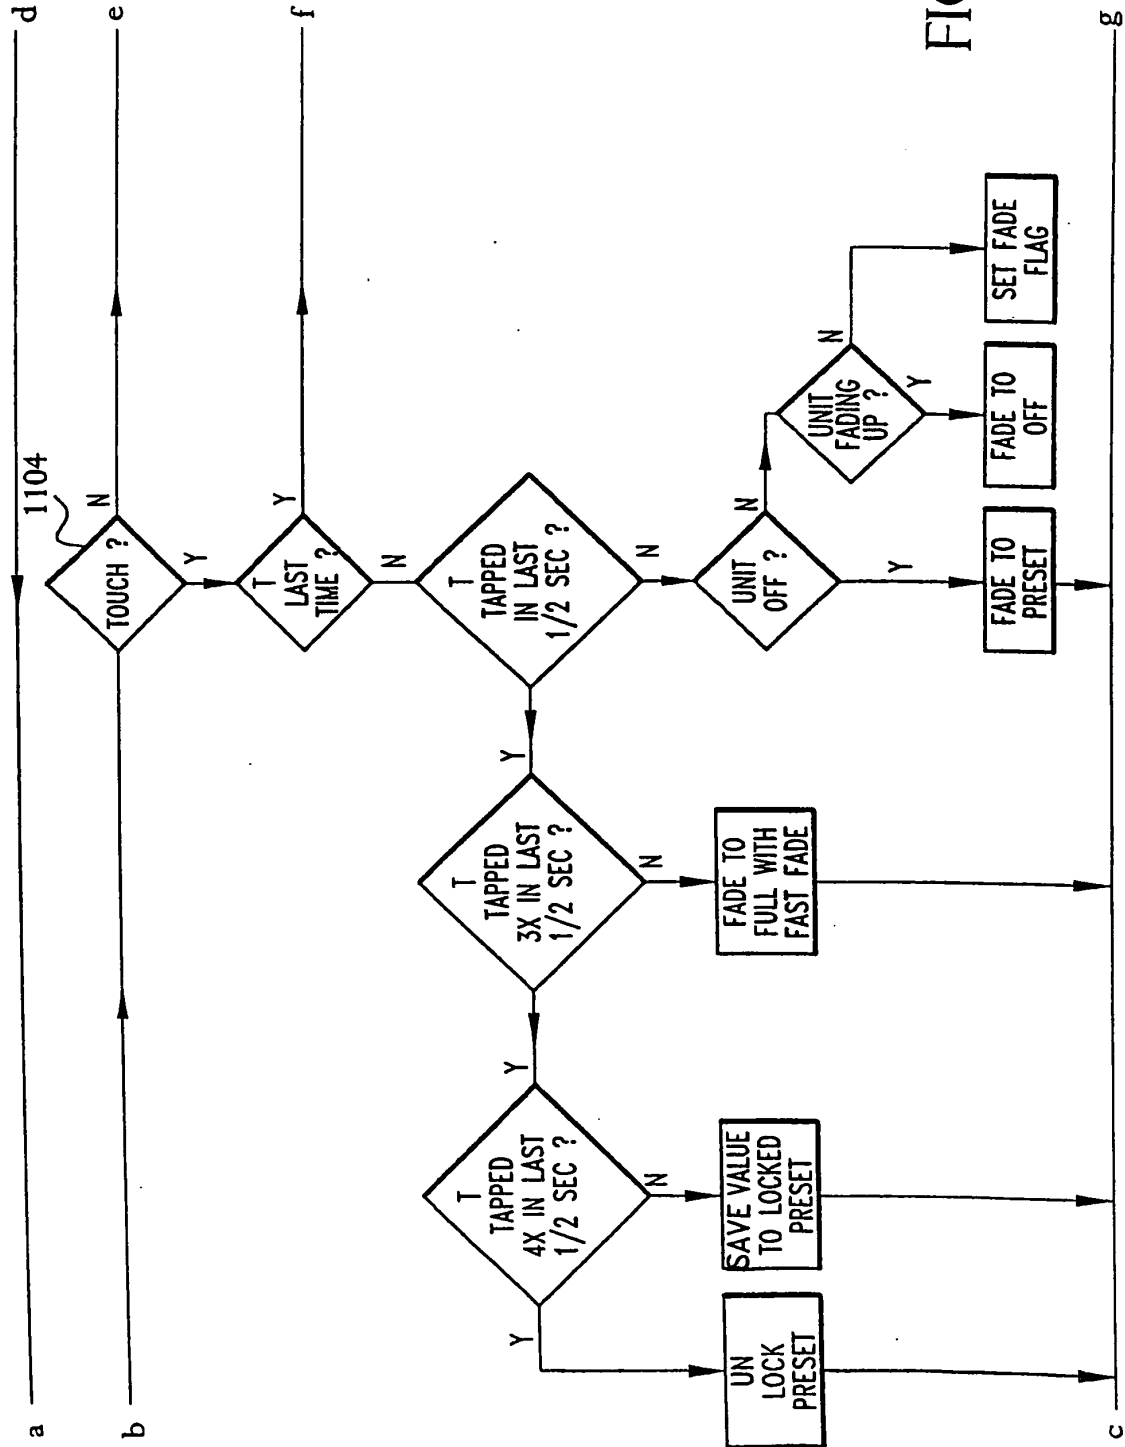 a
d
b
e
1104
TOUCH ?
N
Y
f
T
LAST
TIME ?
Y
N
T
TAPPED
IN LAST
1/2 SEC ?
Y
N
T
TAPPED
3X IN LAST
1/2 SEC ?
Y
N
T
TAPPED
4X IN LAST
1/2 SEC ?
Y
N
UNIT
OFF ?
N
Y
UNIT
FADING
UP ?
N
Y
UN
LOCK
PRESET
SAVE VALUE
TO LOCKED
PRESET
FADE TO
FULL WITH
FAST FADE
FADE TO
PRESET
FADE TO
OFF
SET FADE
FLAG
c
g